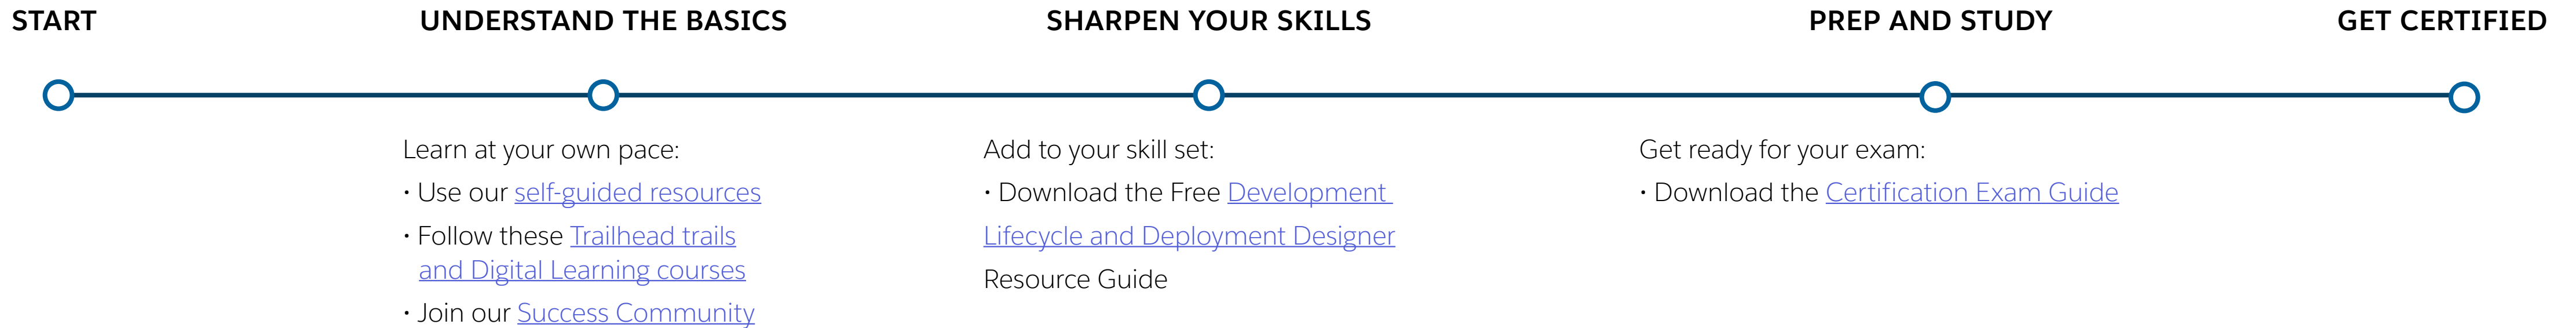 START
UNDERSTAND THE BASICS
SHARPEN YOUR SKILLS
PREP AND STUDY
GET CERTIFIED
Learn at your own pace:
· Use our self-guided resources
· Follow these Trailhead trails
and Digital Learning courses
· Join our Success Community
Add to your skill set:
· Download the Free Development
Lifecycle and Deployment Designer
Resource Guide
Get ready for your exam:
· Download the Certification Exam Guide